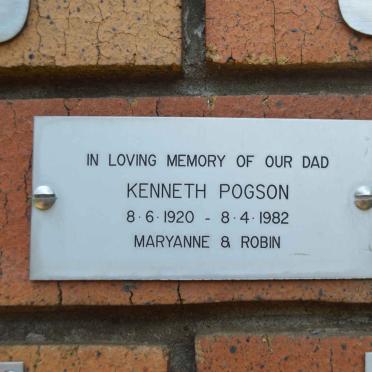 IN LOVING MEMORY OF OUR DAD
KENNETH POGSON
8·6·1920 - 8·4·1982
MARYANNE & ROBIN